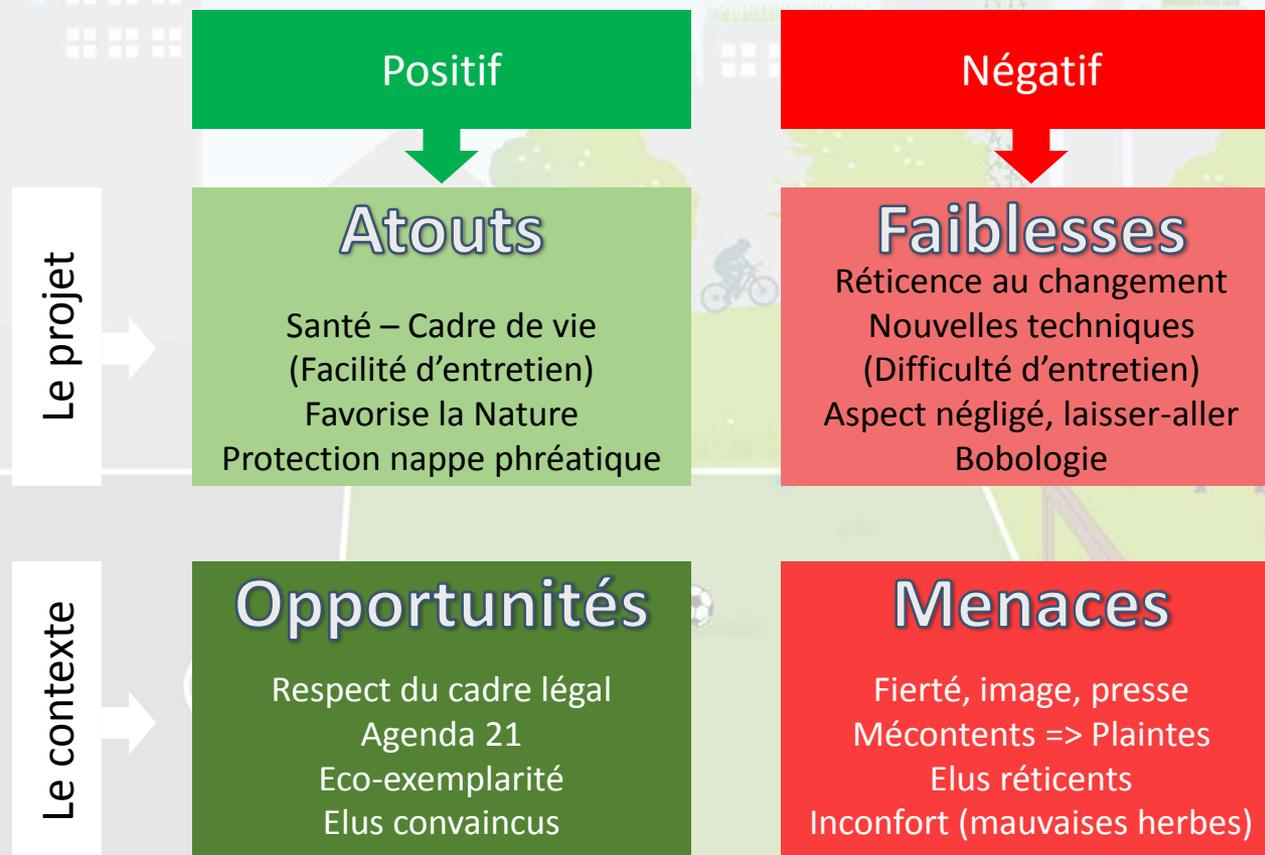 Positif
Négatif
Le projet
Atouts
Santé – Cadre de vie
(Facilité d’entretien)
Favorise la Nature
Protection nappe phréatique
Faiblesses
Réticence au changement
Nouvelles techniques
(Difficulté d’entretien)
Aspect négligé, laisser-aller
Bobologie
Le contexte
Opportunités
Respect du cadre légal
Agenda 21
Eco-exemplarité
Elus convaincus
Menaces
Fierté, image, presse
Mécontents => Plaintes
Elus réticents
Inconfort (mauvaises herbes)